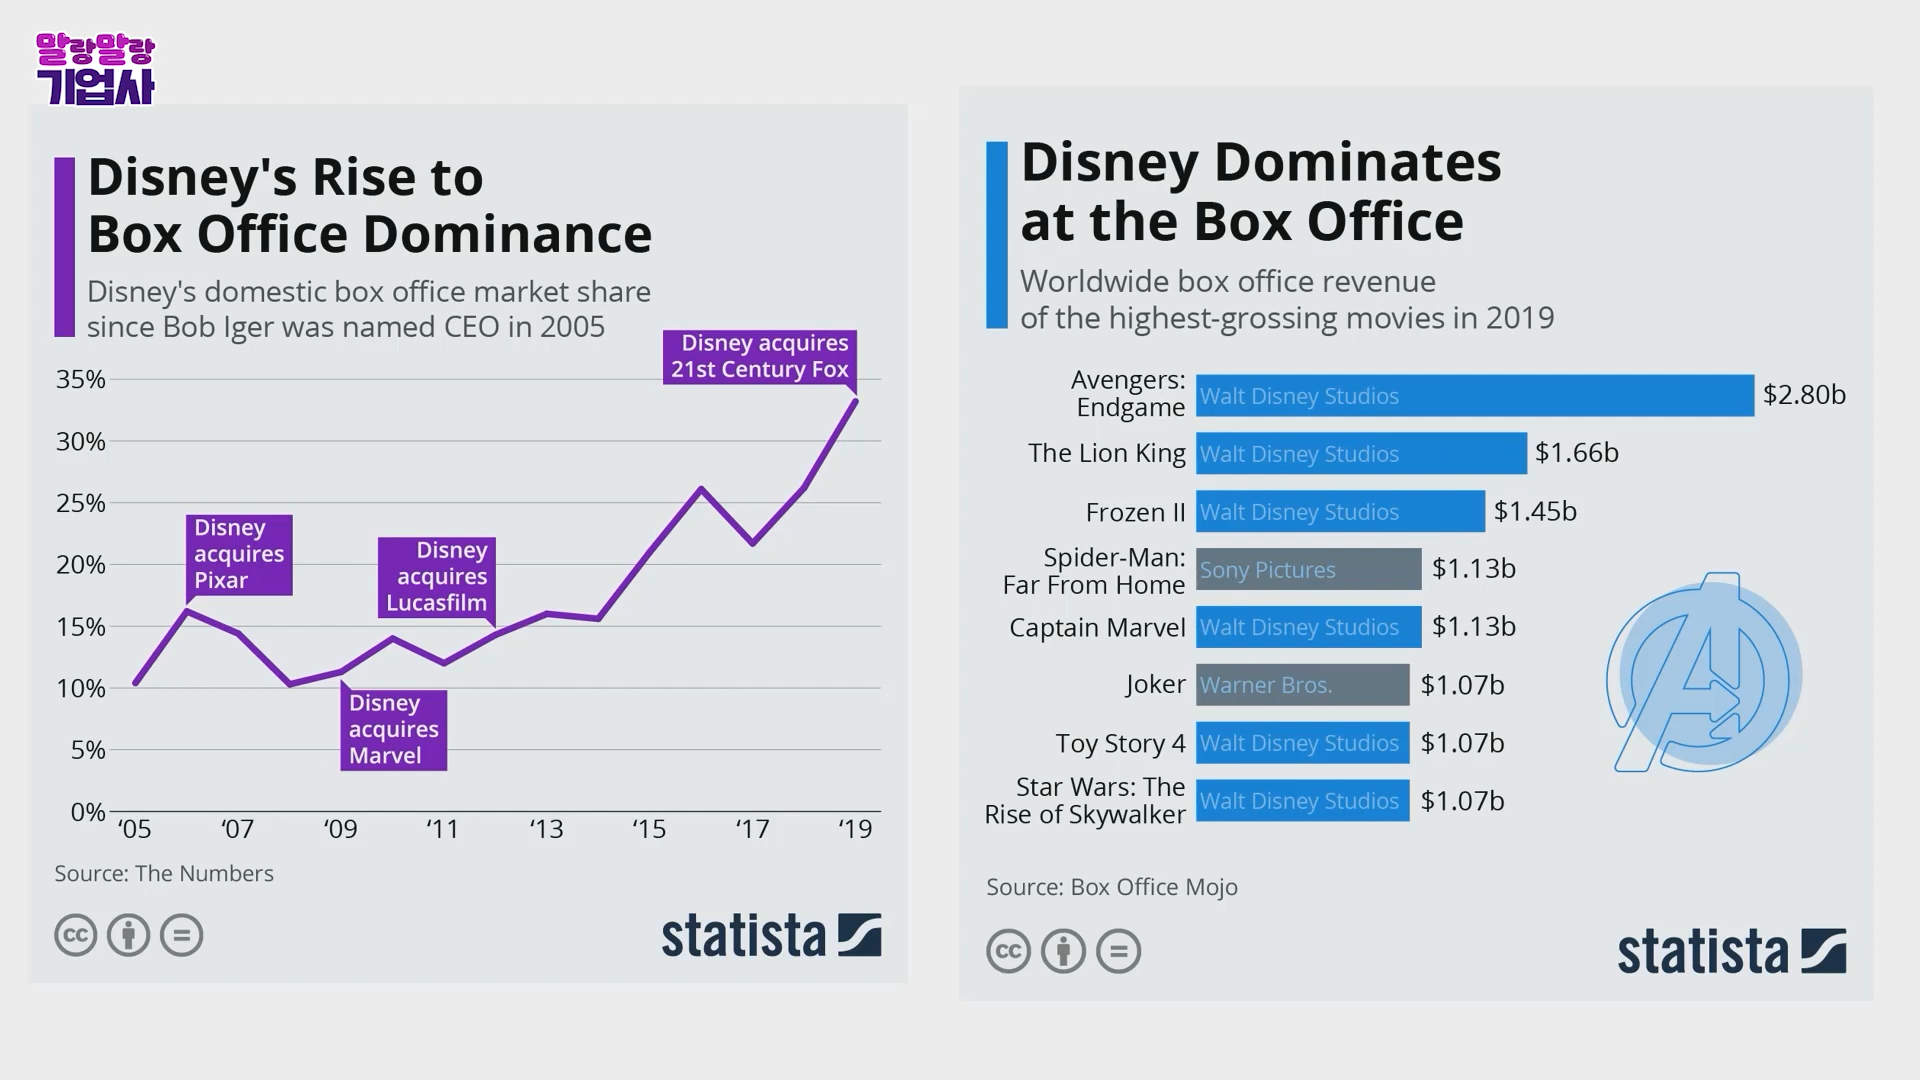 말랑말랑
기업사
Disney's Rise to
Box Office Dominance
Disney's domestic box office market share
since Bob Iger was named CEO in 2005
Disney acquires
21st Century Fox
35%
30%
25%
20%
15%
10%
5%
0%
Disney
acquires
Pixar
Disney
acquires
Lucasfilm
Disney
acquires
Marvel
‘05 ‘07 ‘09 ‘11 ‘13 ‘15 ‘17 ‘19
Source: The Numbers
cc
statista
Disney Dominates
at the Box Office
Worldwide box office revenue
of the highest-grossing movies in 2019
Avengers:
Endgame
Walt Disney Studios
$2.80b
The Lion King
Walt Disney Studios
$1.66b
Frozen II
Walt Disney Studios
$1.45b
Spider-Man:
Far From Home
Sony Pictures
$1.13b
Captain Marvel
Walt Disney Studios
$1.13b
Joker
Warner Bros.
$1.07b
Toy Story 4
Walt Disney Studios
$1.07b
Star Wars: The
Rise of Skywalker
Walt Disney Studios
$1.07b
A
Source: Box Office Mojo
cc
statista